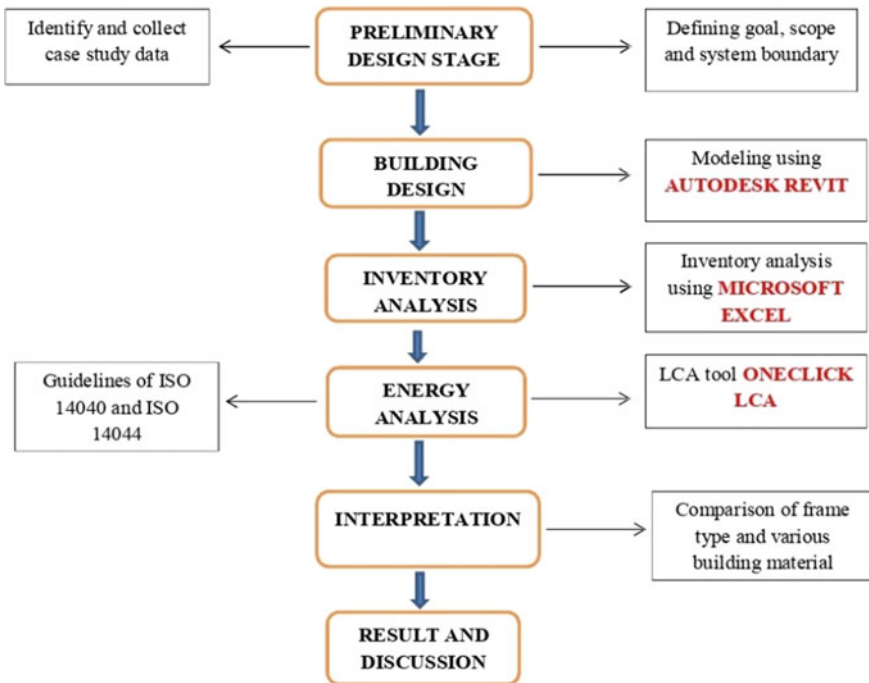 Identify and collect
case study data
PRELIMINARY
DESIGN STAGE
Defining goal, scope
and system boundary
BUILDING
DESIGN
Modeling using
AUTODESK REVIT
INVENTORY
ANALYSIS
Inventory analysis
using MICROSOFT
EXCEL
Guidelines of ISO
14040 and ISO
14044
ENERGY
ANALYSIS
LCA tool ONECLICK
LCA
INTERPRETATION
Comparison of frame
type and various
building material
RESULT AND
DISCUSSION